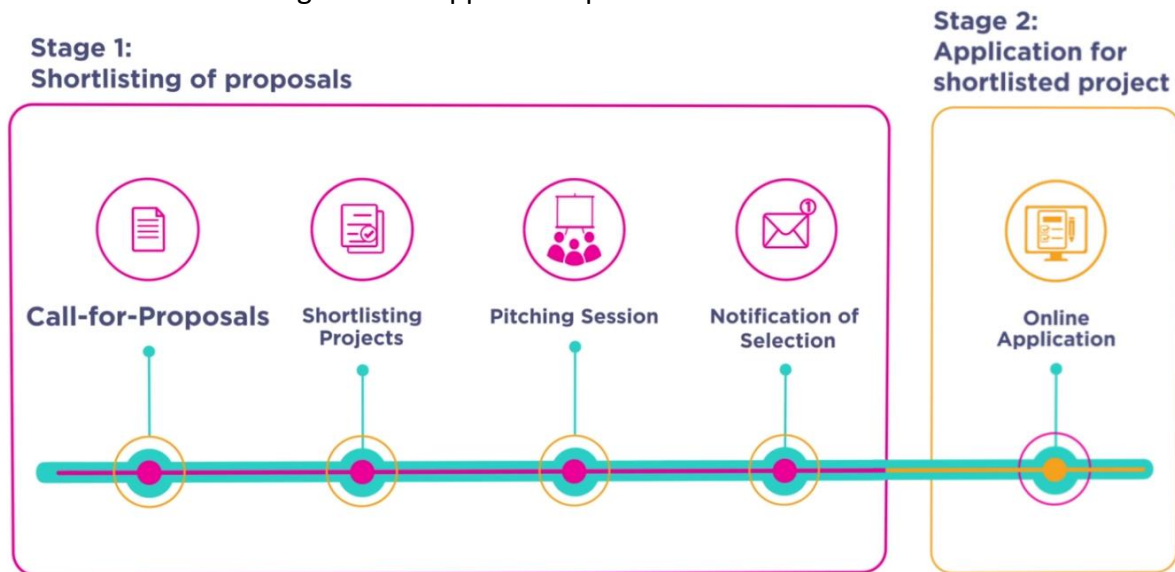 Stage 1:
Shortlisting of proposals
Stage 2:
Application for
shortlisted project
1
Call-for-Proposals
Shortlisting
Projects
Pitching Session
Notification of
Selection
Online
Application